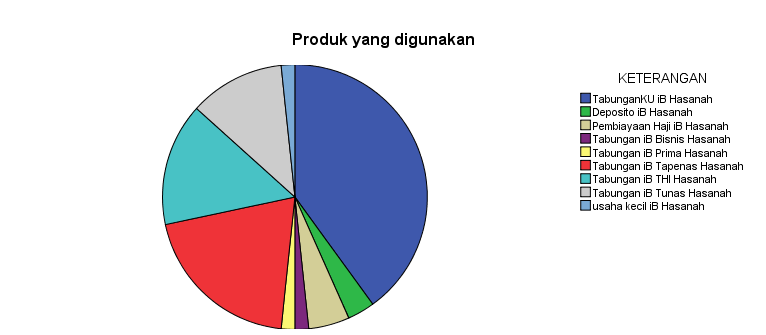 Produk yang digunakan
KETERANGAN
TabunganKU iB Hasanah
Deposito iB Hasanah
Pembiayaan Haji iB Hasanah
Tabungan iB Bisnis Hasanah
Tabungan iB Prima Hasanah
Tabungan iB Tapenas Hasanah
Tabungan iB THI Hasanah
Tabungan iB Tunas Hasanah
usaha kecil iB Hasanah